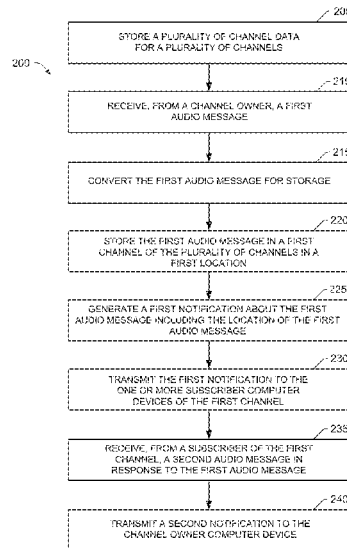 205
STORE A PLURALITY OF CHANNEL DATA
FOR A PLURALITY OF CHANNELS
200
210
RECEIVE, FROM A CHANNEL OWNER, A FIRST
AUDIO MESSAGE
215
CONVERT THE FIRST AUDIO MESSAGE FOR STORAGE
220
STORE THE FIRST AUDIO MESSAGE IN A FIRST
CHANNEL OF THE PLURALITY OF CHANNELS IN A
FIRST LOCATION
225
GENERATE A FIRST NOTIFICATION ABOUT THE FIRST
AUDIO MESSAGE INCLUDING THE LOCATION OF THE FIRST
AUDIO MESSAGE
230
TRANSMIT THE FIRST NOTIFICATION TO THE
ONE OR MORE SUBSCRIBER COMPUTER
DEVICES OF THE FIRST CHANNEL
235
RECEIVE, FROM A SUBSCRIBER OF THE FIRST
CHANNEL, A SECOND AUDIO MESSAGE IN
RESPONSE TO THE FIRST AUDIO MESSAGE
240
TRANSMIT A SECOND NOTIFICATION TO THE
CHANNEL OWNER COMPUTER DEVICE